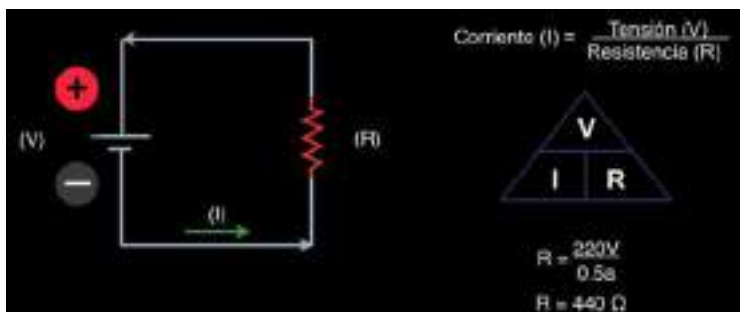 Corriente (I) = Tensión (V)
Resistencia (R)
+
(V)
(R)
−
(I)
V
I R
R = 220V
0.5a
R = 440 Ω